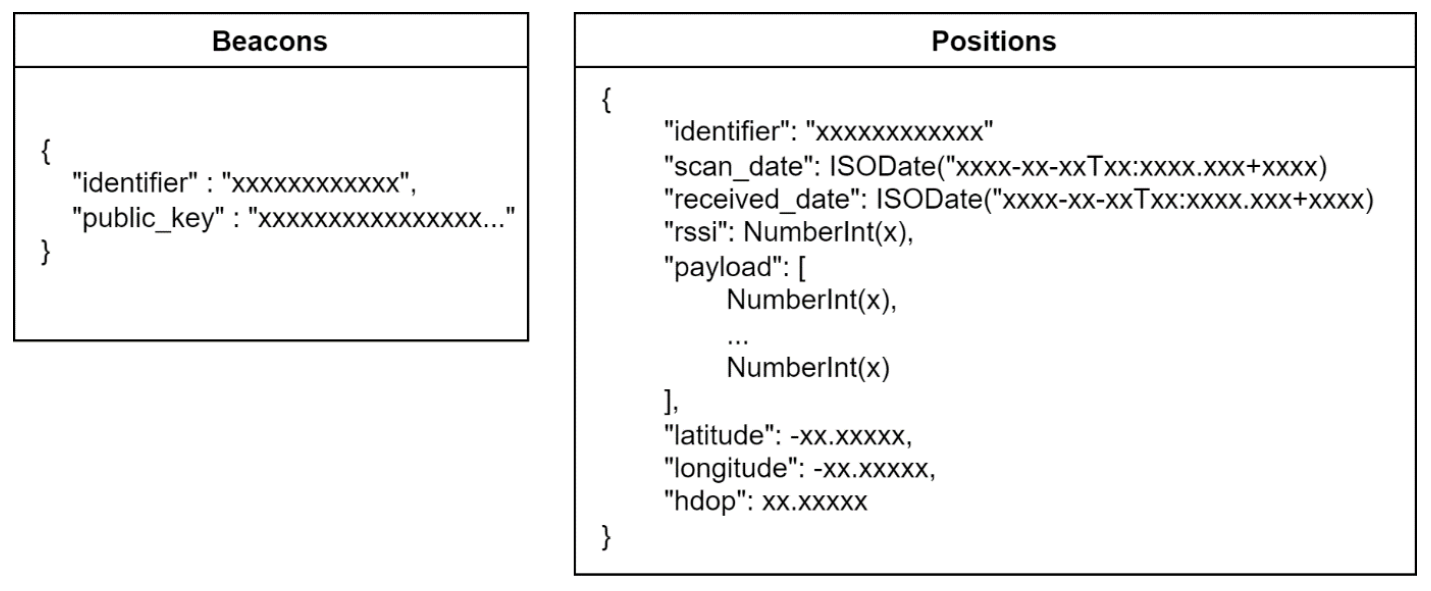 Beacons
{
"identifier" : "xxxxxxxxxxxx",
"public_key" : "xxxxxxxxxxxxxxxx..."
}
Positions
{
"identifier": "xxxxxxxxxxxx"
"scan_date": ISODate("xxxx-xx-xxTxx:xxxx.xxx+xxxx)
"received_date": ISODate("xxxx-xx-xxTxx:xxxx.xxx+xxxx)
"rssi": NumberInt(x),
"payload": [
NumberInt(x),
...
NumberInt(x)
],
"latitude": -xx.xxxxx,
"longitude": -xx.xxxxx,
"hdop": xx.xxxxx
}